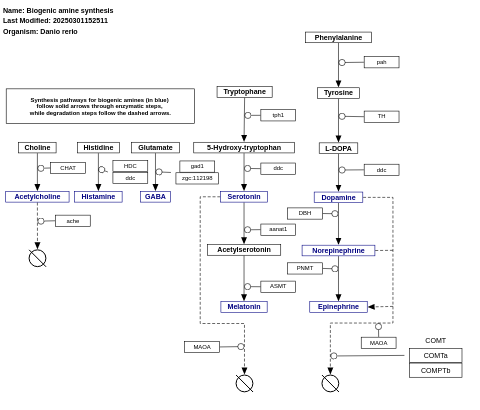 Name: Biogenic amine synthesis
Last Modified: 20250301152511
Organism: Danio rerio
Phenylalanine
pah
Synthesis pathways for biogenic amines (in blue)
follow solid arrows through enzymatic steps,
while degradation steps follow the dashed arrows.
Tryptophane
Tyrosine
tph1
TH
Choline
Histidine
Glutamate
5-Hydroxy-tryptophan
L-DOPA
CHAT
HDC
ddc
gad1
zgc:112198
ddc
ddc
Acetylcholine
Histamine
GABA
Serotonin
Dopamine
ache
DBH
aanat1
Acetylserotonin
Norepinephrine
PNMT
ASMT
Melatonin
Epinephrine
MAOA
MAOA
COMT
COMTa
COMPTb